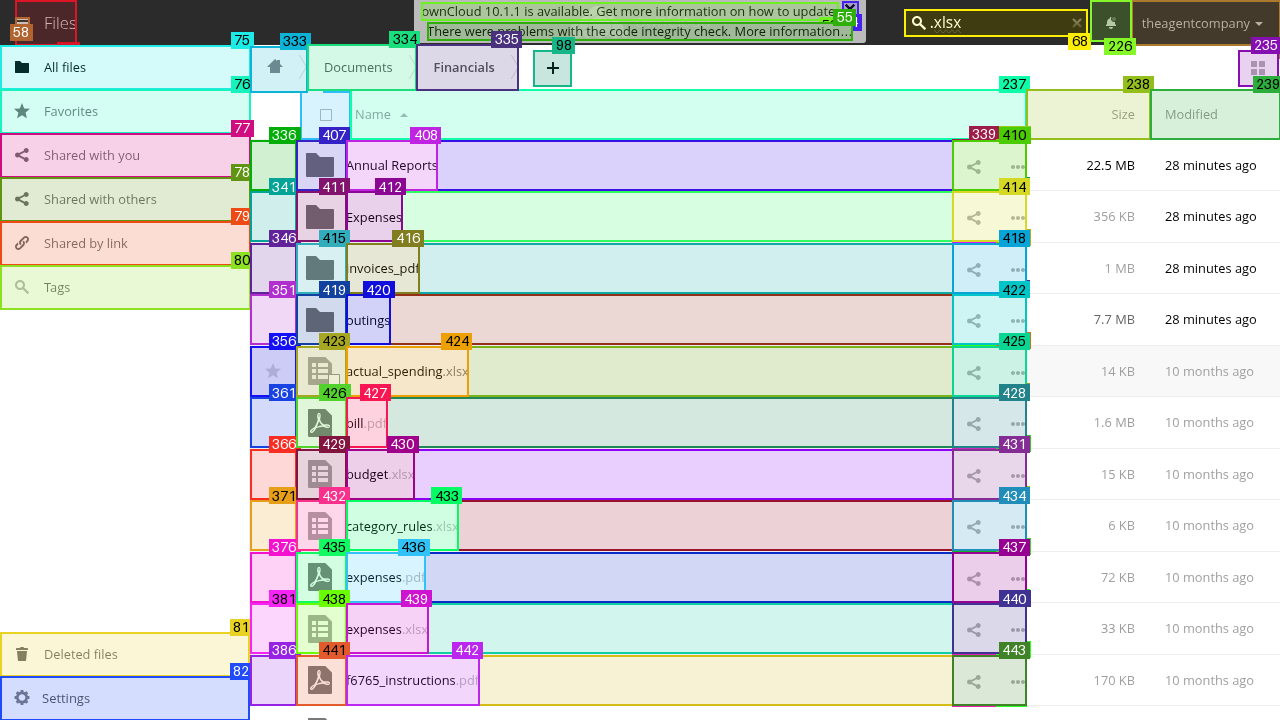 Files
58
ownCloud 10.1.1 is available. Get more information on how to update
There were problems with the code integrity check. More information...
55
.xlsx
68
226
theagentcompany
75
333
334
335
98
235
All files
Documents
Financials
+
76
237
238
239
Favorites
Name
Size
Modified
77
336
407
408
339
410
Shared with you
Annual Reports
22.5 MB
28 minutes ago
78
341
411
412
414
Shared with others
Expenses
356 KB
28 minutes ago
79
346
415
416
418
Shared by link
invoices_pdf
1 MB
28 minutes ago
80
351
419
420
422
Tags
outings
7.7 MB
28 minutes ago
356
423
424
425
actual_spending.xlsx
14 KB
10 months ago
361
426
427
428
bill.pdf
1.6 MB
10 months ago
366
429
430
431
budget.xlsx
15 KB
10 months ago
371
432
433
434
category_rules.xlsx
6 KB
10 months ago
376
435
436
437
expenses.pdf
72 KB
10 months ago
381
438
439
440
expenses.xlsx
33 KB
10 months ago
81
386
441
442
443
Deleted files
f6765_instructions.pdf
170 KB
10 months ago
82
Settings